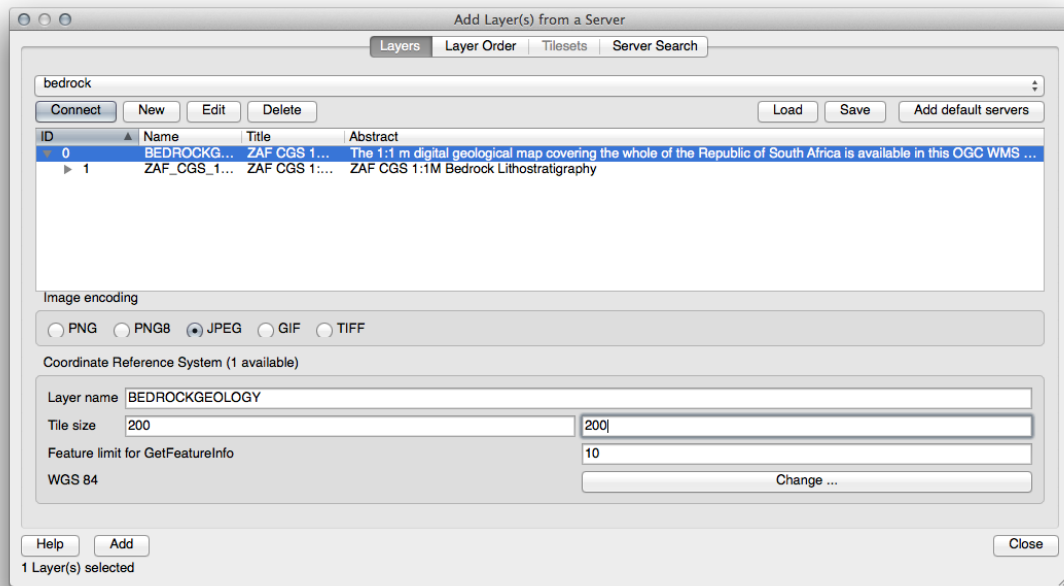 Add Layer(s) from a Server
Layers Layer Order Tilesets Server Search
bedrock
Connect New Edit Delete Load Save Add default servers
ID Name Title Abstract
0 BEDROCKG... ZAF CGS 1... The 1:1 m digital geological map covering the whole of the Republic of South Africa is available in this OGC WMS ...
1 ZAF_CGS_1... ZAF CGS 1:... ZAF CGS 1:1M Bedrock Lithostratigraphy
Image encoding
PNG PNG8 JPEG GIF TIFF
Coordinate Reference System (1 available)
Layer name BEDROCKGEOLOGY
Tile size 200 200
Feature limit for GetFeatureInfo 10
WGS 84 Change ...
Help Add Close
1 Layer(s) selected